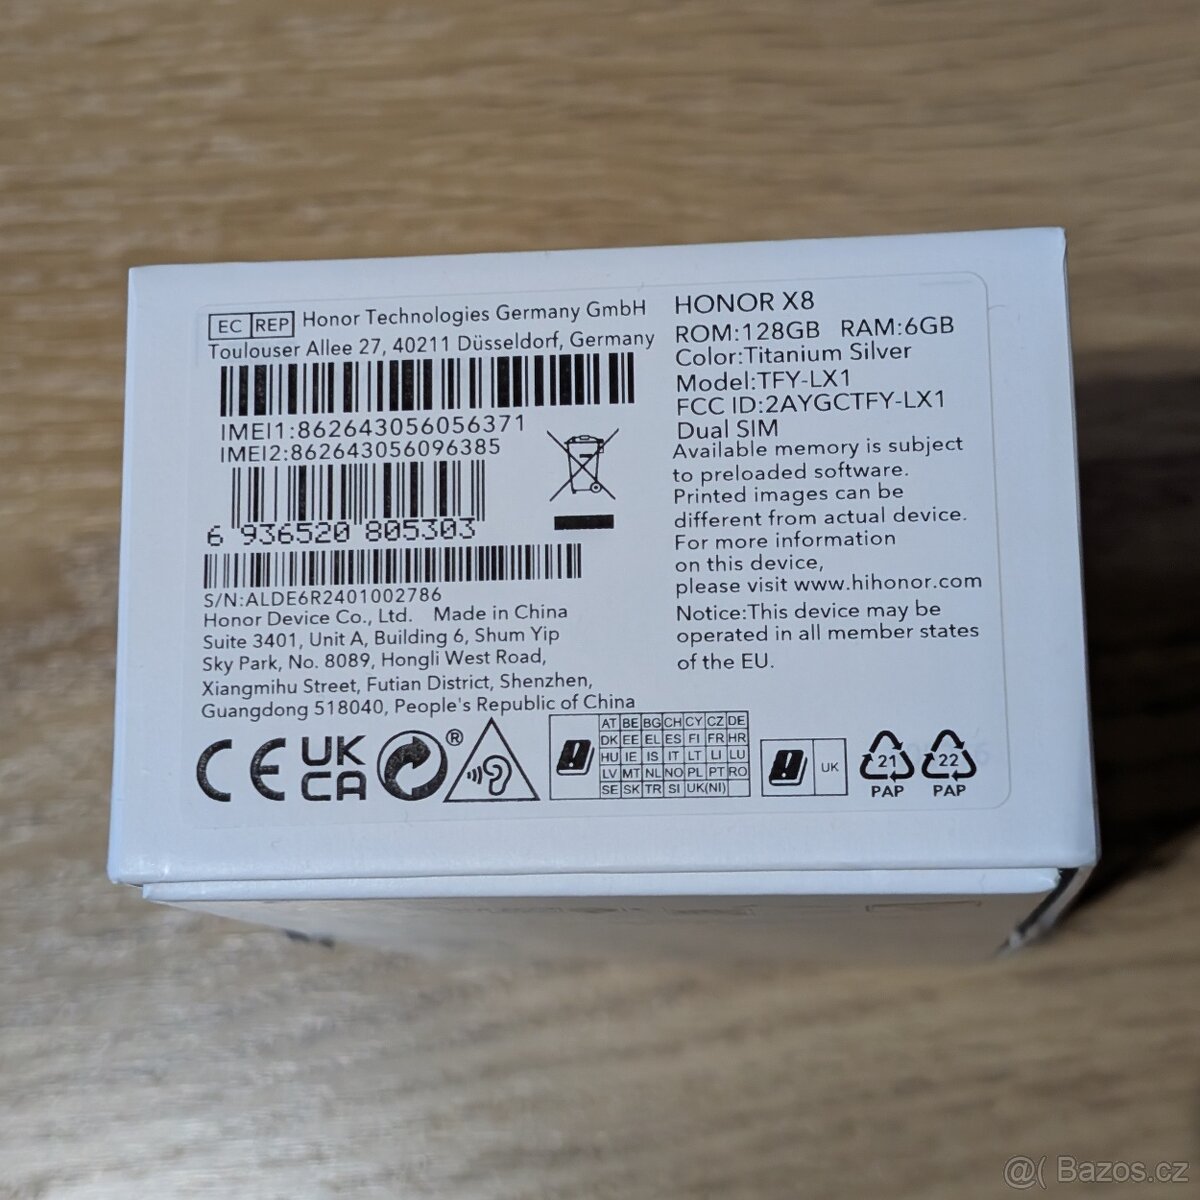 EC REP Honor Technologies Germany GmbH
Toulouser Allee 27, 40211 Düsseldorf, Germany
IMEI1:862643056056371
IMEI2:862643056096385
6 936520 805303
S/N:ALDE6R2401002786
Honor Device Co., Ltd. Made in China
Suite 3401, Unit A, Building 6, Shum Yip
Sky Park, No. 8089, Hongli West Road,
Xiangmihu Street, Futian District, Shenzhen,
Guangdong 518040, People's Republic of China
HONOR X8
ROM:128GB RAM:6GB
Color:Titanium Silver
Model:TFY-LX1
FCC ID:2AYGCTFY-LX1
Dual SIM
Available memory is subject
to preloaded software.
Printed images can be
different from actual device.
For more information
on this device,
please visit www.hihonor.com
Notice:This device may be
operated in all member states
of the EU.
CE
UK
CA
®
AT BE BG CH CY CZ DE
DK EE EL ES FI FR HR
HU IE IS IT LT LI LU
LV MT NL NO PL PT RO
SE SK TR SI UK(NI)
UK
21
PAP
22
PAP
@( Bazos.cz